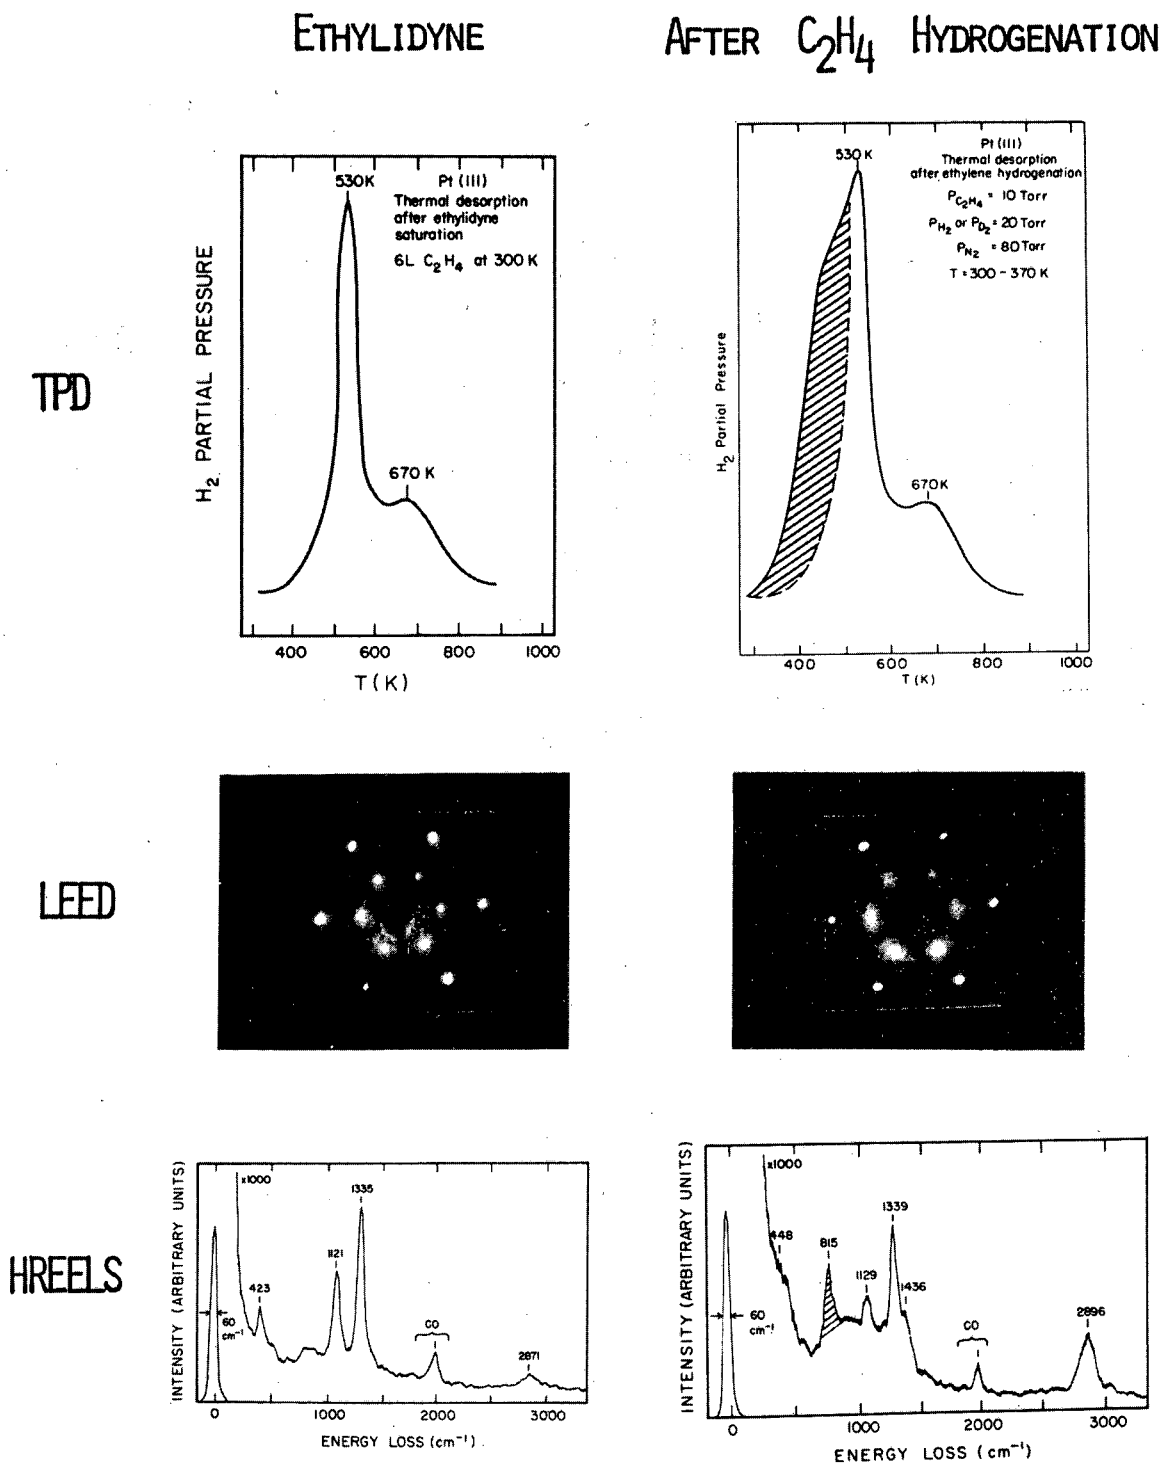 ETHYLIDYNE
AFTER C2H4 HYDROGENATION
TPD
H2 PARTIAL PRESSURE
530K
Pt (111)
Thermal desorption
after ethylidyne
saturation
6L C2H4 at 300 K
670 K
400 600 800 1000
T (K)
H2 Partial Pressure
530 K
Pt (111)
Thermal desorption
after ethylene hydrogenation
PC2H4 = 10 Torr
PH2 or PD2 = 20 Torr
PN2 = 80 Torr
T = 300 - 370 K
670K
400 600 800 1000
T (K)
LEED
HREELS
INTENSITY (ARBITRARY UNITS)
x1000
1335
1121
423
60
cm-1
CO
2871
0 1000 2000 3000
ENERGY LOSS (cm-1)
INTENSITY (ARBITRARY UNITS)
x1000
1339
448
815
1129
1436
60
cm-1
CO
2896
0 1000 2000 3000
ENERGY LOSS (cm-1)